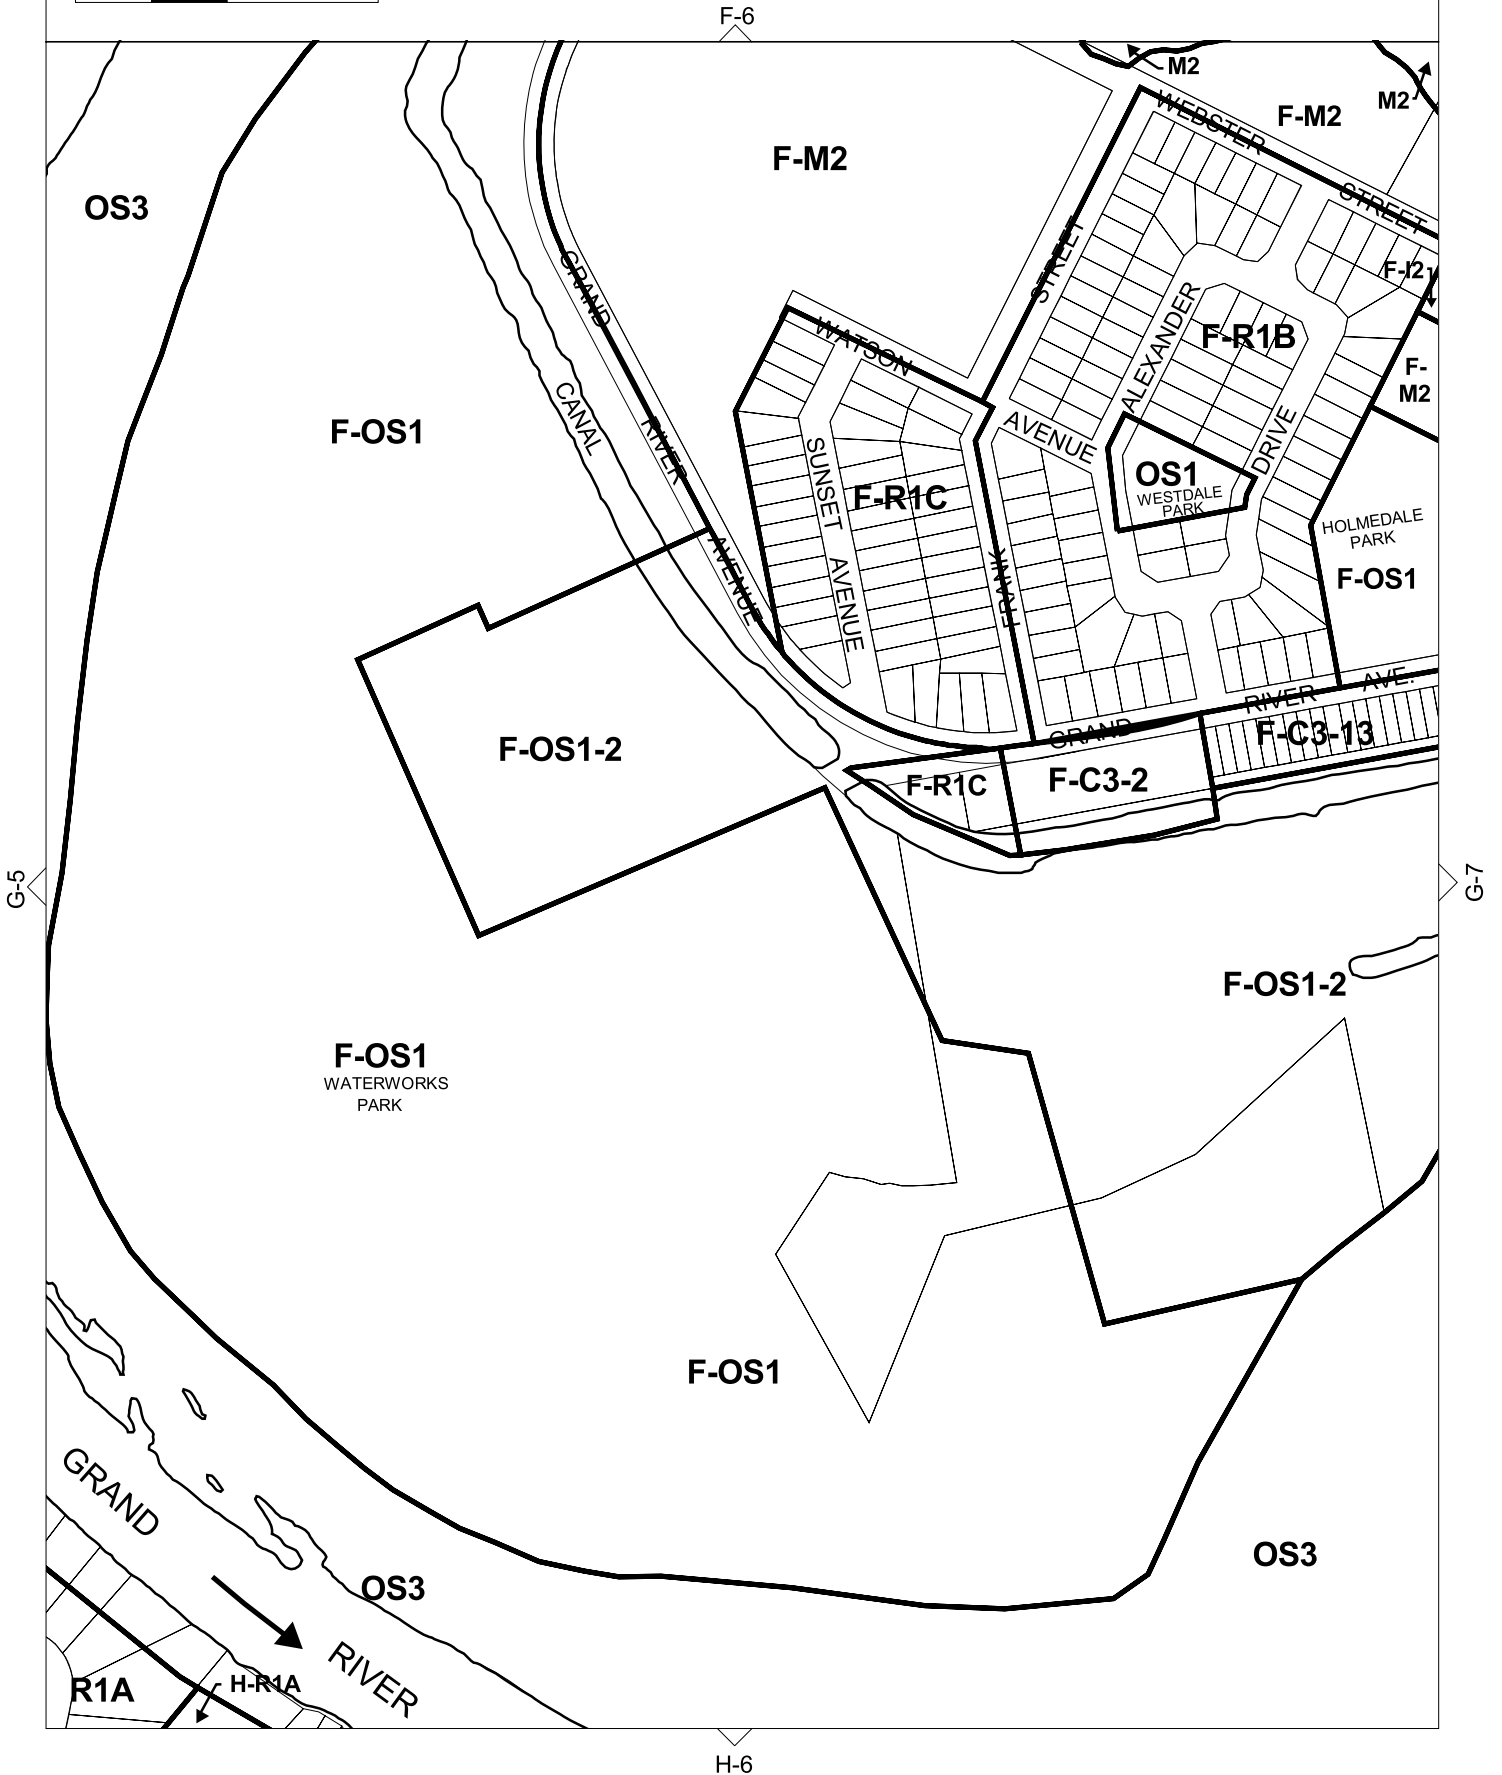 F-6
M2
M2
F-M2
F-M2
WEBSTER
STREET
OS3
STREET
GRAND
F-I2
ALEXANDER
F-R1B
WATSON
F-
M2
CANAL
F-OS1
RIVER
AVENUE
DRIVE
SUNSET
F-R1C
OS1
WESTDALE
PARK
HOLMEDALE
PARK
F-OS1
AVENUE
AVENUE
FRANK
F-OS1-2
GRAND
RIVER
AVE.
F-C3-13
F-R1C
F-C3-2
G-5
G-7
F-OS1-2
F-OS1
WATERWORKS
PARK
F-OS1
GRAND
OS3
OS3
RIVER
R1A
H-R1A
H-6